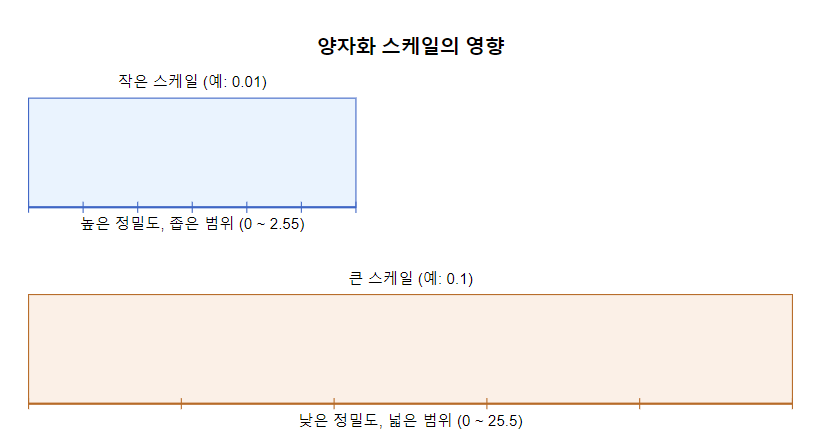 양자화 스케일의 영향
작은 스케일 (예: 0.01)
높은 정밀도, 좁은 범위 (0 ~ 2.55)
큰 스케일 (예: 0.1)
낮은 정밀도, 넓은 범위 (0 ~ 25.5)